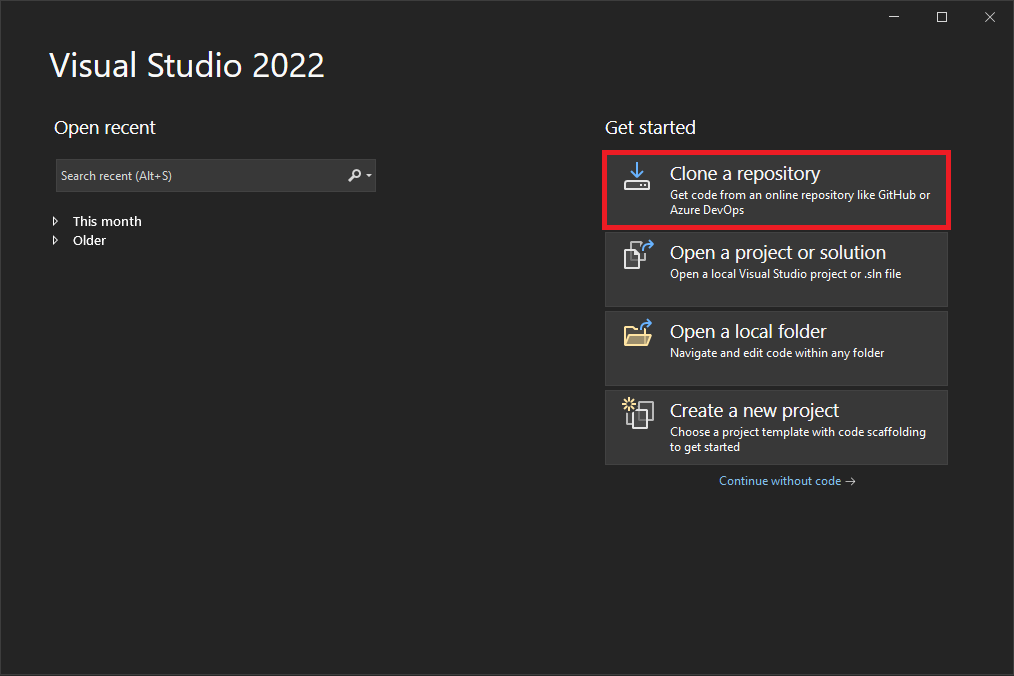 Visual Studio 2022
Open recent
Search recent (Alt+S)
This month
Older
Get started
Clone a repository
Get code from an online repository like GitHub or
Azure DevOps
Open a project or solution
Open a local Visual Studio project or .sln file
Open a local folder
Navigate and edit code within any folder
Create a new project
Choose a project template with code scaffolding
to get started
Continue without code →